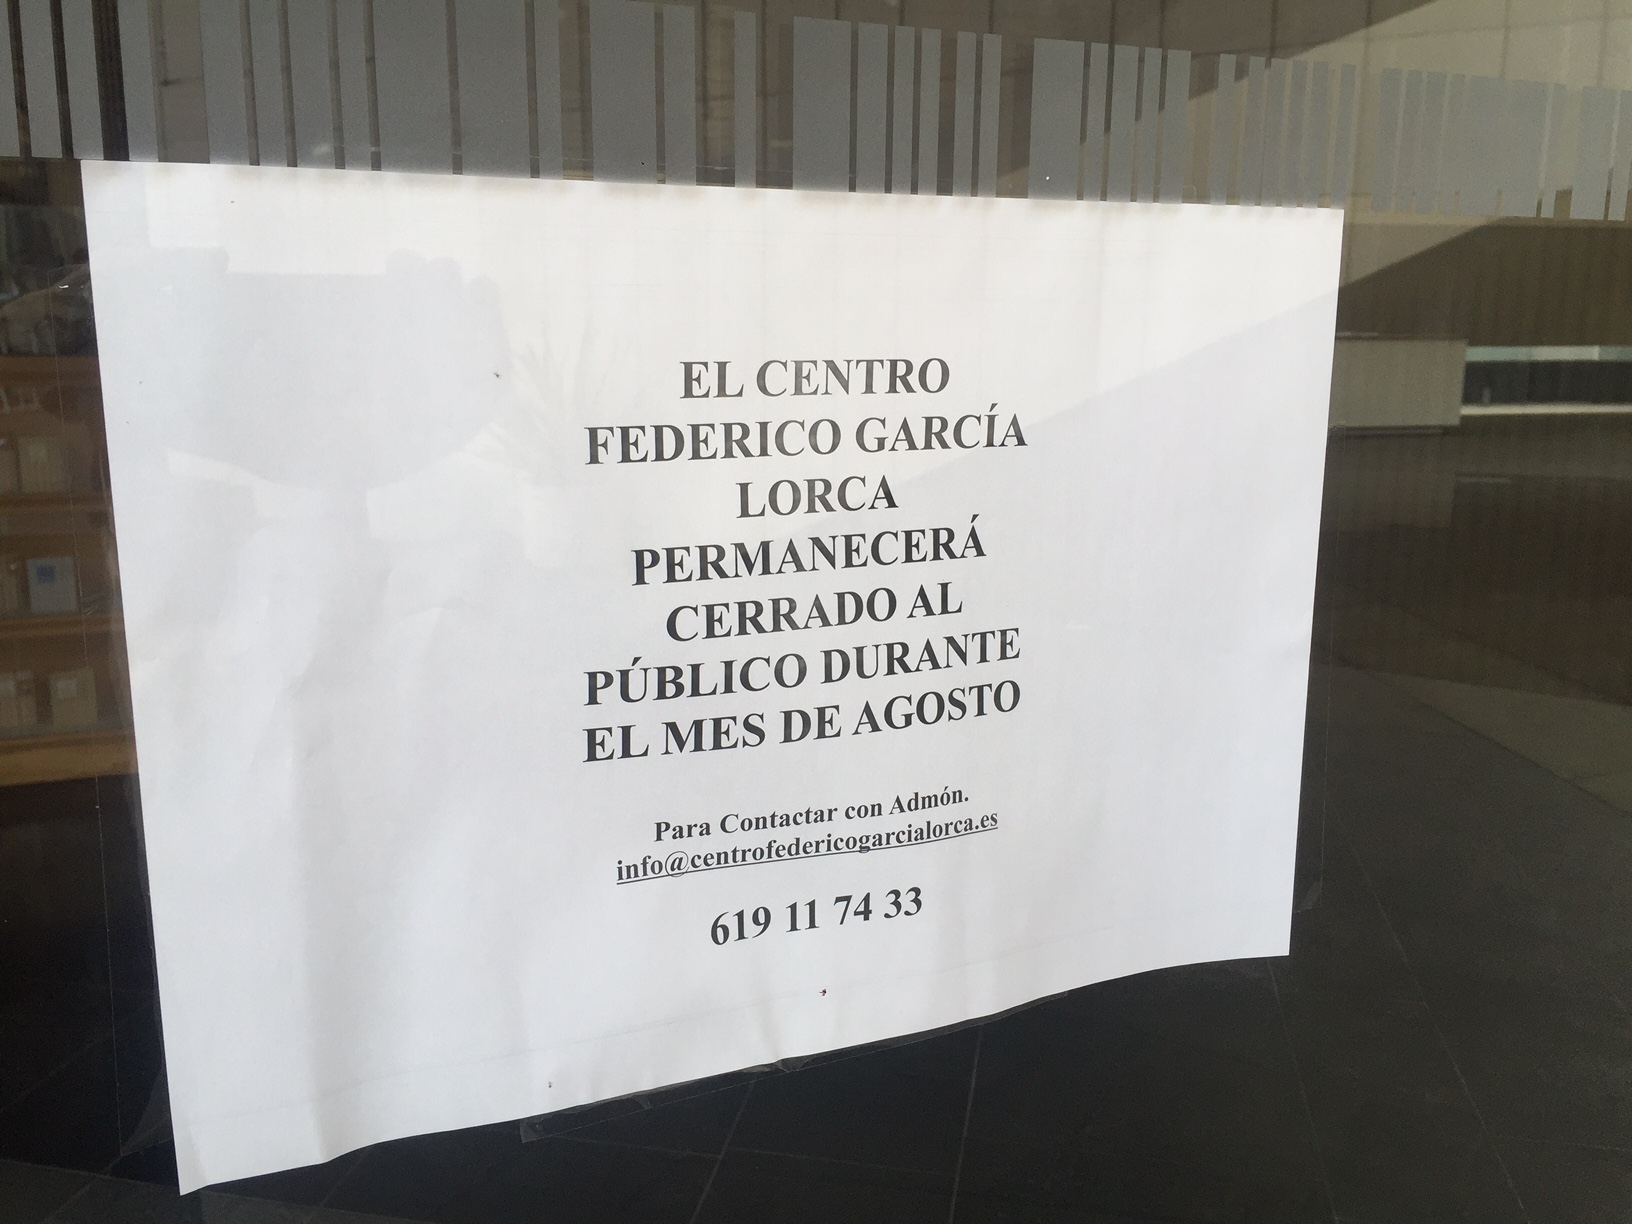 EL CENTRO
FEDERICO GARCÍA
LORCA
PERMANECERÁ
CERRADO AL
PÚBLICO DURANTE
EL MES DE AGOSTO
Para Contactar con Admón.
info@centrofedericogarcialorca.es
619 11 74 33